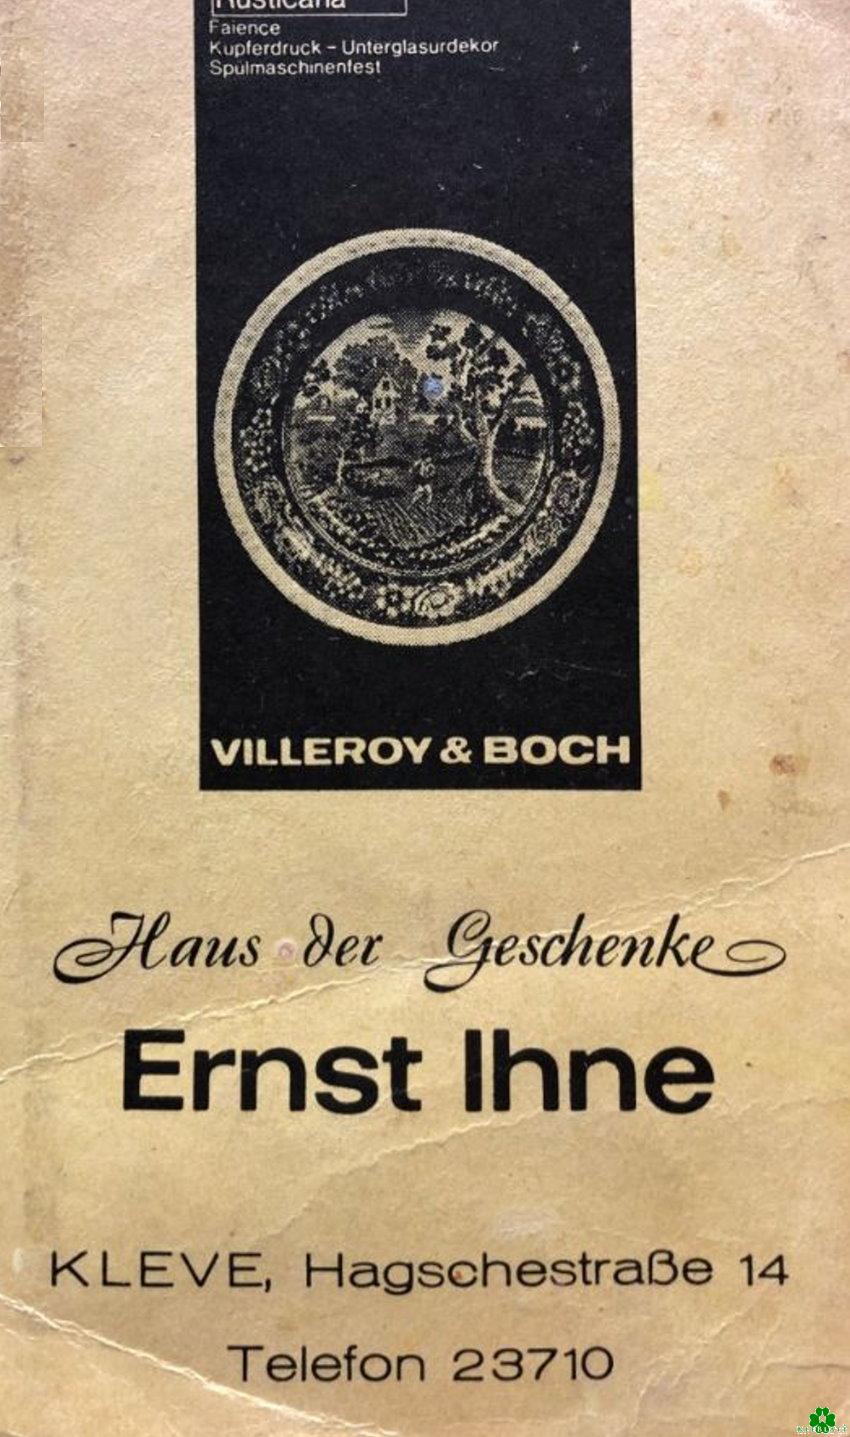 Rusticana
Faience
Kupferdruck – Unterglasurdekor
Spülmaschinenfest
VILLEROY & BOCH
Haus der Geschenke
Ernst Ihne
KLEVE, Hagschestraße 14
Telefon 23710